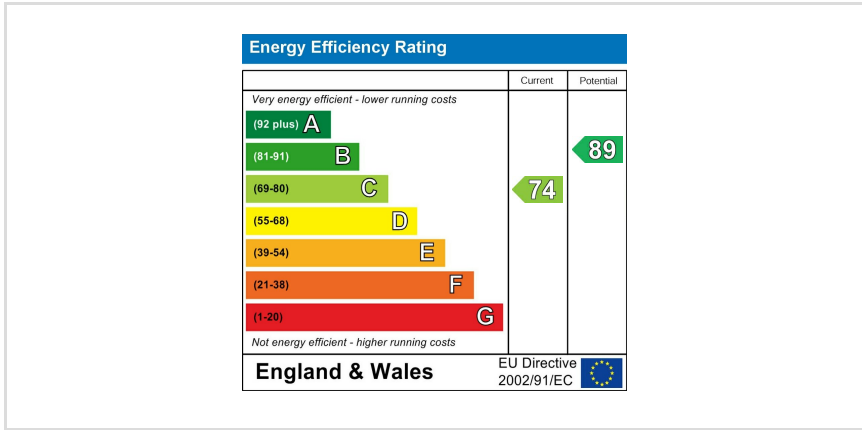 Energy Efficiency Rating
Current Potential
Very energy efficient - lower running costs
(92 plus) A
(81-91) B
89
(69-80) C
74
(55-68) D
(39-54) E
(21-38) F
(1-20) G
Not energy efficient - higher running costs
England & Wales
EU Directive
2002/91/EC